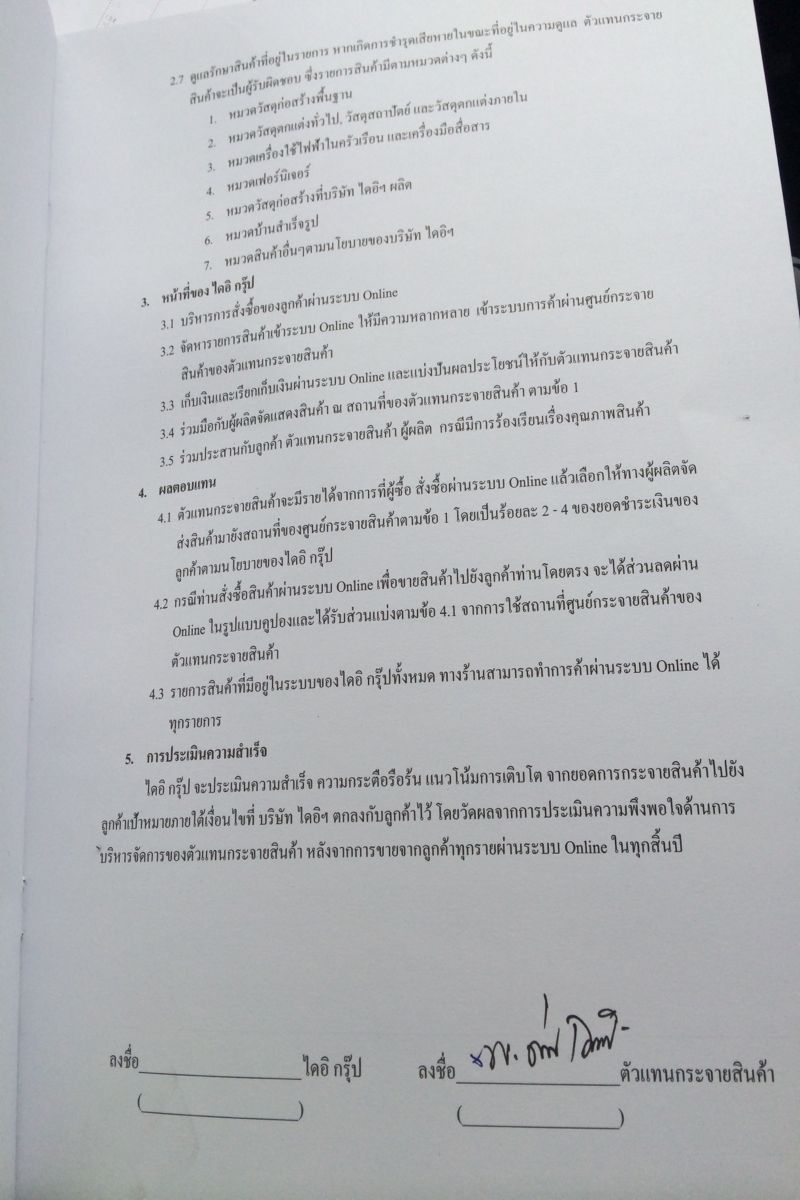 2.7 ดูแลรักษาสินค้าที่อยู่ในรายการ หากเกิดการชำรุดเสียหายในขณะที่อยู่ในความดูแล ตัวแทนกระจาย
สินค้าจะเป็นผู้รับผิดชอบ ซึ่งรายการสินค้ามีตามหมวดต่างๆ ดังนี้
1. หมวดวัสดุก่อสร้างพื้นฐาน
2. หมวดวัสดุตกแต่งทั่วไป, วัสดุสถาปัตย์ และวัสดุตกแต่งภายใน
3. หมวดเครื่องใช้ไฟฟ้าในครัวเรือน และเครื่องมือสื่อสาร
4. หมวดเฟอร์นิเจอร์
5. หมวดวัสดุก่อสร้างที่บริษัท ไดอิฯ ผลิต
6. หมวดบ้านสำเร็จรูป
7. หมวดสินค้าอื่นๆตามนโยบายของบริษัท ไดอิฯ
3. หน้าที่ของ ไดอิ กรุ๊ป
3.1 บริหารการสั่งซื้อของลูกค้าผ่านระบบ Online
3.2 จัดหารายการสินค้าเข้าระบบ Online ให้มีความหลากหลาย เข้าระบบการค้าผ่านศูนย์กระจาย
สินค้าของตัวแทนกระจายสินค้า
3.3 เก็บเงินและเรียกเก็บเงินผ่านระบบ Online และแบ่งปันผลประโยชน์ให้กับตัวแทนกระจายสินค้า
3.4 ร่วมมือกับผู้ผลิตจัดแสดงสินค้า ณ สถานที่ของตัวแทนกระจายสินค้า ตามข้อ 1
3.5 ร่วมประสานกับลูกค้า ตัวแทนกระจายสินค้า ผู้ผลิต กรณีมีการร้องเรียนเรื่องคุณภาพสินค้า
4. ผลตอบแทน
4.1 ตัวแทนกระจายสินค้าจะมีรายได้จากการที่ผู้ซื้อ สั่งซื้อผ่านระบบ Online แล้วเลือกให้ทางผู้ผลิตจัด
ส่งสินค้ามายังสถานที่ของศูนย์กระจายสินค้าตามข้อ 1 โดยเป็นร้อยละ 2 - 4 ของยอดชำระเงินของ
ลูกค้าตามนโยบายของไดอิ กรุ๊ป
4.2 กรณีท่านสั่งซื้อสินค้าผ่านระบบ Online เพื่อขายสินค้าไปยังลูกค้าท่านโดยตรง จะได้ส่วนลดผ่าน
Online ในรูปแบบคูปองและได้รับส่วนแบ่งตามข้อ 4.1 จากการใช้สถานที่ศูนย์กระจายสินค้าของ
ตัวแทนกระจายสินค้า
4.3 รายการสินค้าที่มีอยู่ในระบบของไดอิ กรุ๊ปทั้งหมด ทางร้านสามารถทำการค้าผ่านระบบ Online ได้
ทุกรายการ
5. การประเมินความสำเร็จ
ไดอิ กรุ๊ป จะประเมินความสำเร็จ ความกระตือรือร้น แนวโน้มการเติบโต จากยอดการกระจายสินค้าไปยัง
ลูกค้าเป้าหมายภายใต้เงื่อนไขที่ บริษัท ไดอิฯ ตกลงกับลูกค้าไว้ โดยวัดผลจากการประเมินความพึงพอใจด้านการ
บริหารจัดการของตัวแทนกระจายสินค้า หลังจากการขายจากลูกค้าทุกรายผ่านระบบ Online ในทุกสิ้นปี
ลงชื่อ ไดอิ กรุ๊ป ลงชื่อ ตัวแทนกระจายสินค้า